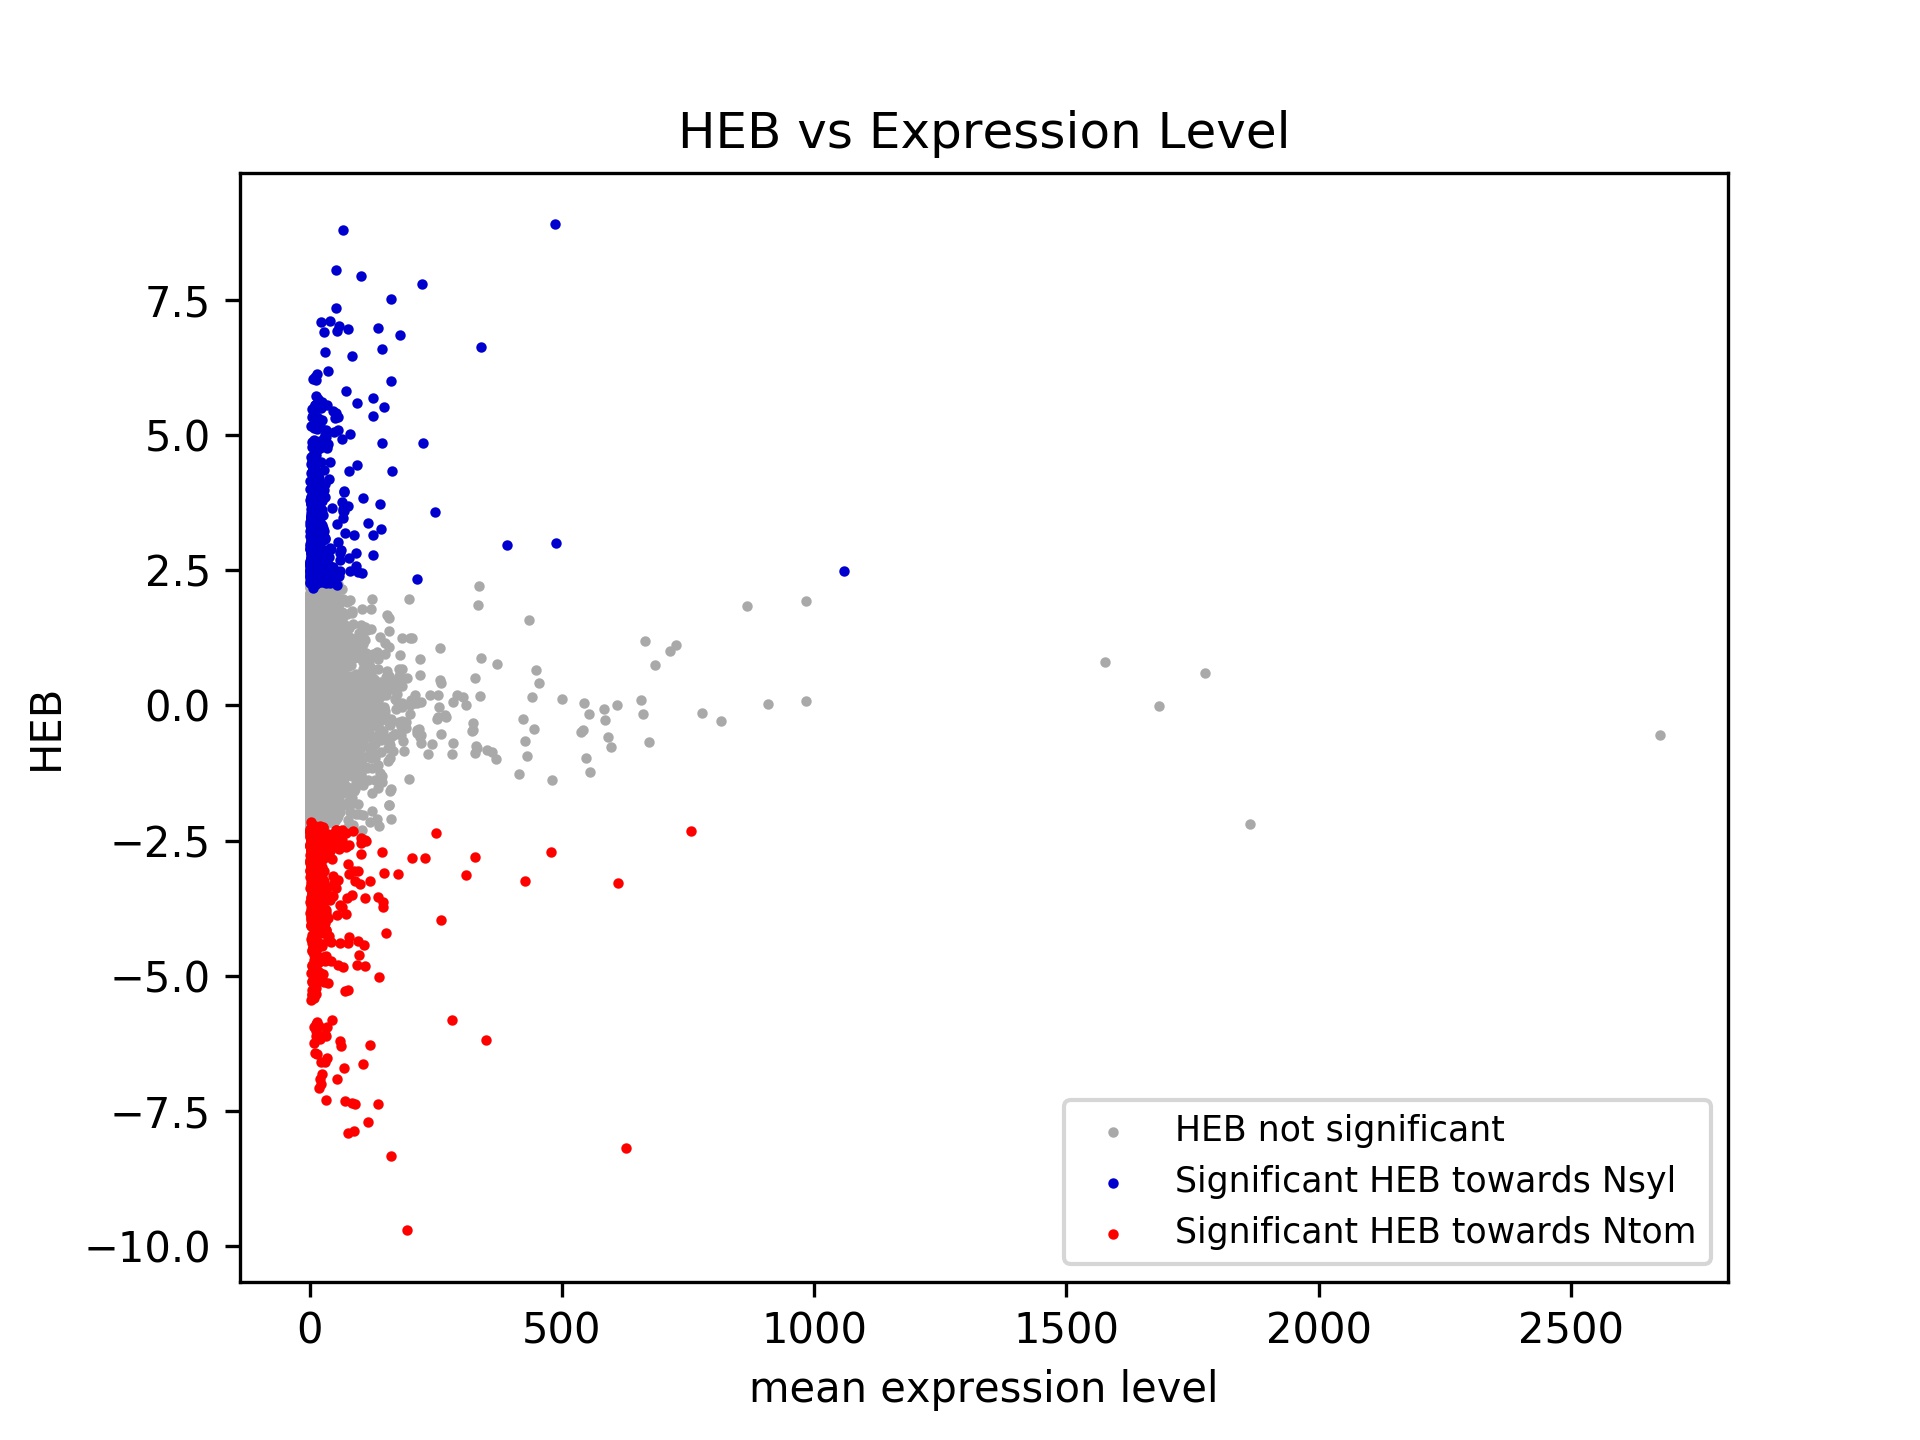 HEB vs Expression Level
HEB
7.5
5.0
2.5
0.0
−2.5
−5.0
−7.5
−10.0
HEB not significant
Significant HEB towards Nsyl
Significant HEB towards Ntom
0 500 1000 1500 2000 2500
mean expression level